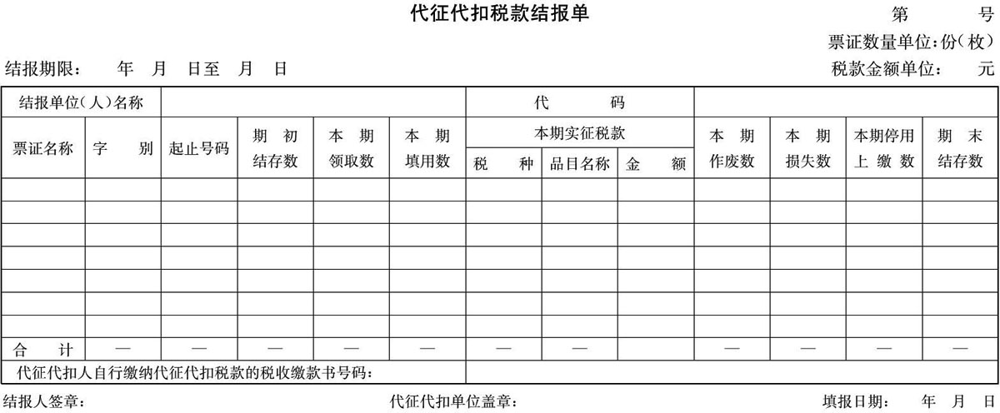 代征代扣税款结报单
第 号
票证数量单位:份(枚)
结报期限: 年 月 日至 月 日
税款金额单位: 元
结报单位(人)名称 代 码
票证名称 字 别 起止号码 期 初 结存数 本 期 领取数 本 期 填用数 本期实征税款 本 期 作废数 本 期 损失数 本期停用 上 缴 数 期 末 结存数
税 种 品目名称 金 额
合 计 — — — — — — — — — — —
代征代扣人自行缴纳代征代扣税款的税收缴款书号码:
结报人签章: 代征代扣单位盖章: 填报日期: 年 月 日